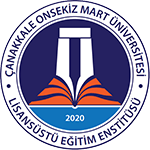 ÇANAKKALE ONSEKİZ MART ÜNİVERSİTESİ
2020
LİSANSÜSTÜ EĞİTİM ENSTİTÜSÜ